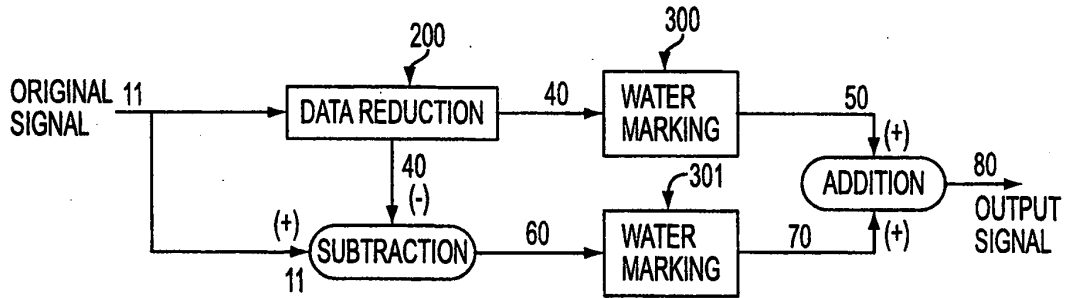 200
300
ORIGINAL
SIGNAL
11
DATA REDUCTION
40
WATER
MARKING
50
(+)
40
(-)
301
ADDITION
80
OUTPUT
SIGNAL
(+)
11
SUBTRACTION
60
WATER
MARKING
70
(+)